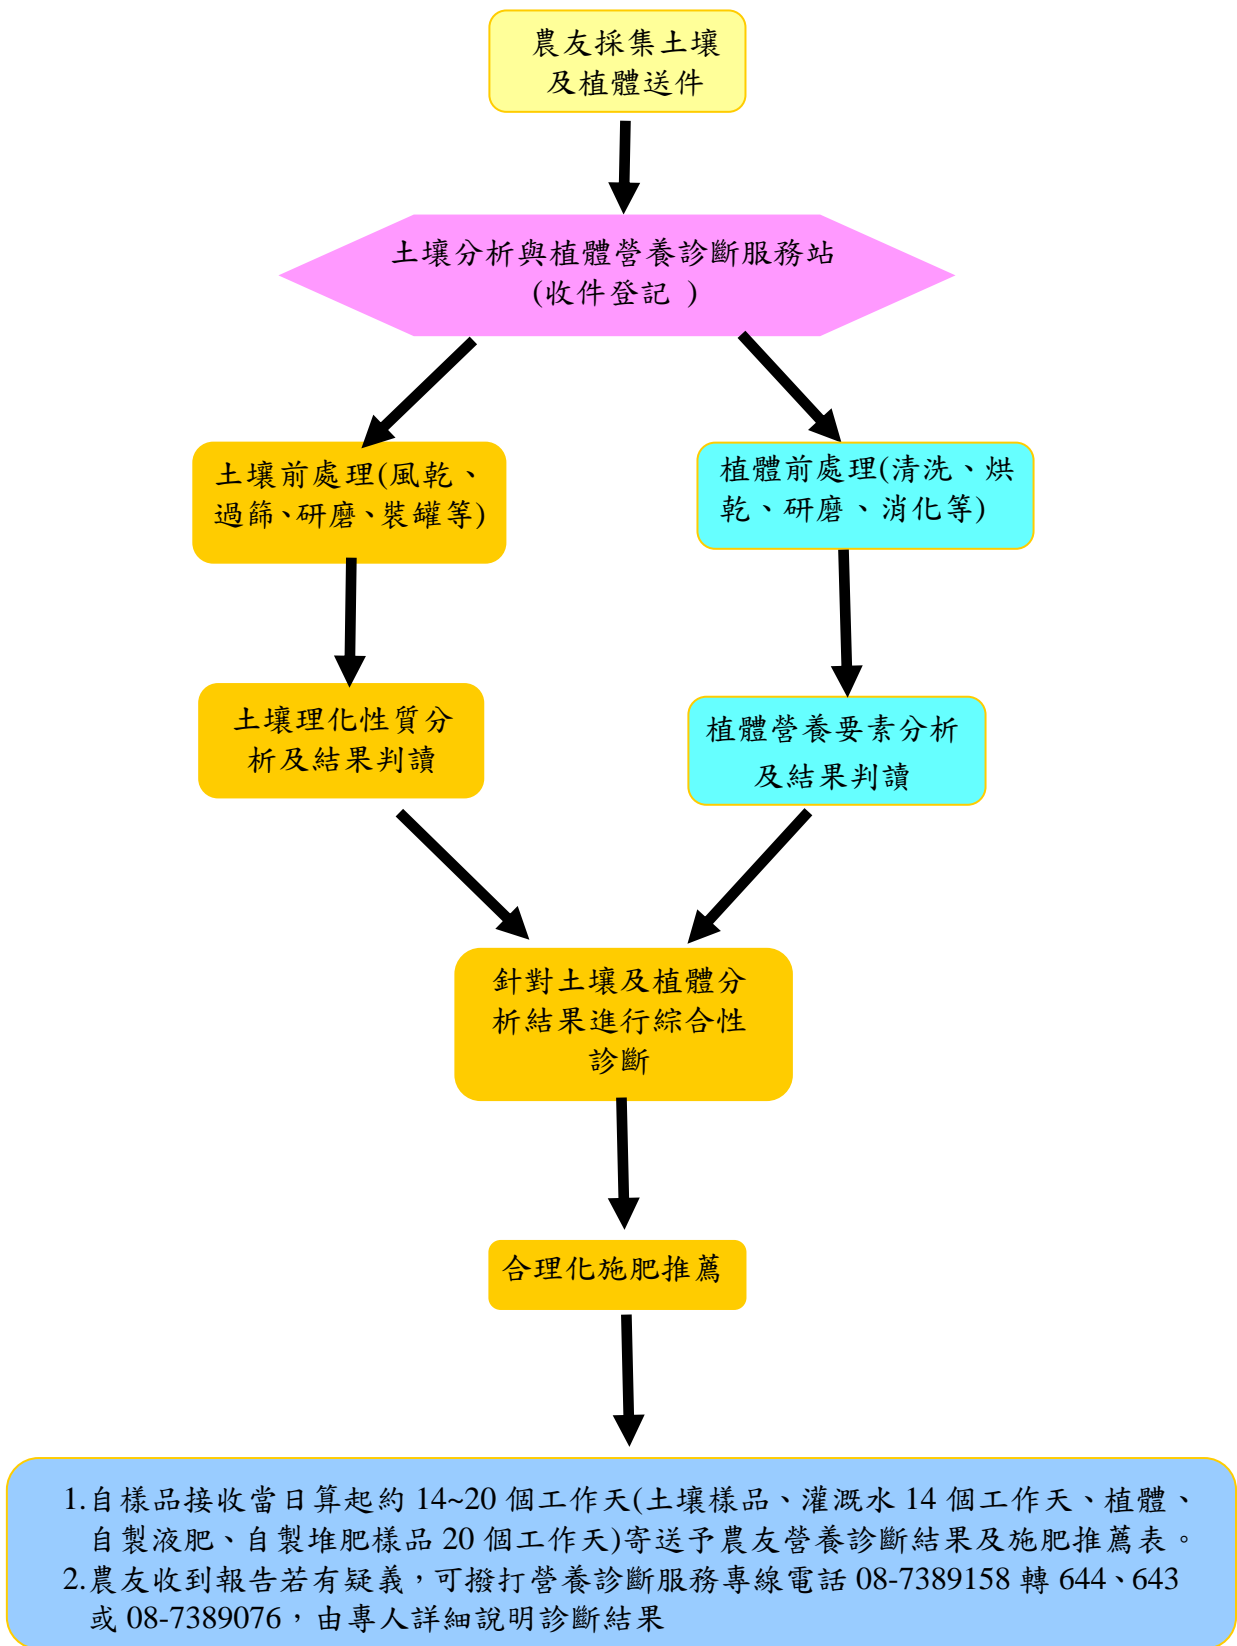 農友採集土壤
及植體送件
土壤分析與植體營養診斷服務站
(收件登記 )
土壤前處理(風乾、
過篩、研磨、裝罐等)
植體前處理(清洗、烘
乾、研磨、消化等)
土壤理化性質分
析及結果判讀
植體營養要素分析
及結果判讀
針對土壤及植體分
析結果進行綜合性
診斷
合理化施肥推薦
1.自樣品接收當日算起約 14~20 個工作天(土壤樣品、灌溉水 14 個工作天、植體、
自製液肥、自製堆肥樣品 20 個工作天)寄送予農友營養診斷結果及施肥推薦表。
2.農友收到報告若有疑義，可撥打營養診斷服務專線電話 08-7389158 轉 644、643
或 08-7389076，由專人詳細說明診斷結果